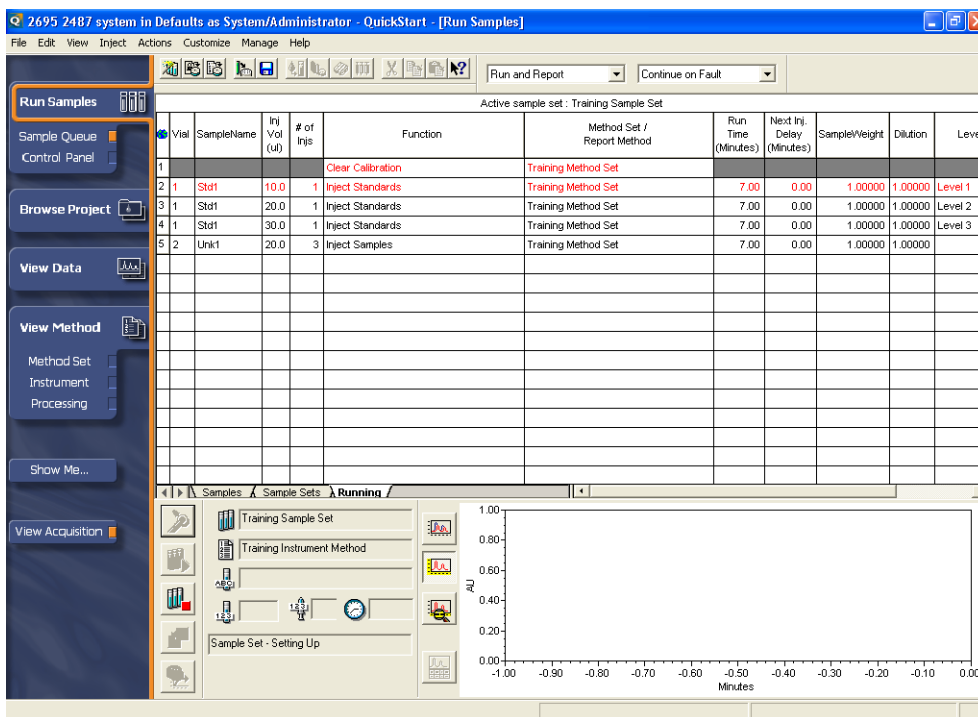 2695 2487 system in Defaults as System/Administrator - QuickStart - [Run Samples]
File Edit View Inject Actions Customize Manage Help
Run and Report Continue on Fault
Run Samples
Sample Queue
Control Panel
Browse Project
View Data
View Method
Method Set
Instrument
Processing
Show Me...
View Acquisition
Active sample set : Training Sample Set
Vial SampleName Inj Vol (ul) # of Injs Function Method Set / Report Method Run Time (Minutes) Next Inj. Delay (Minutes) SampleWeight Dilution Leve
1 Clear Calibration Training Method Set
2 1 Std1 10.0 1 Inject Standards Training Method Set 7.00 0.00 1.00000 1.00000 Level 1
3 1 Std1 20.0 1 Inject Standards Training Method Set 7.00 0.00 1.00000 1.00000 Level 2
4 1 Std1 30.0 1 Inject Standards Training Method Set 7.00 0.00 1.00000 1.00000 Level 3
5 2 Unk1 20.0 3 Inject Samples Training Method Set 7.00 0.00 1.00000 1.00000
Samples Sample Sets Running
Training Sample Set
Training Instrument Method
ABC
123
123
Sample Set - Setting Up
1.00
0.80
0.60
0.40
0.20
0.00
AU
-1.00 -0.90 -0.80 -0.70 -0.60 -0.50 -0.40 -0.30 -0.20 -0.10 0.00
Minutes